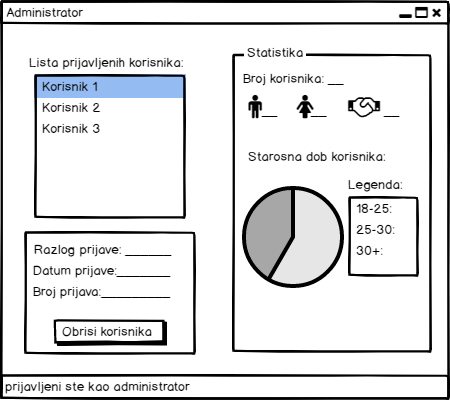 Administrator
Lista prijavljenih korisnika:
Korisnik 1
Korisnik 2
Korisnik 3
Razlog prijave: _______
Datum prijave:________
Broj prijava:__________
Obrisi korisnika
Statistika
Broj korisnika: __
__ __ __
Starosna dob korisnika:
Legenda:
18-25:
25-30:
30+:
prijavljeni ste kao administrator